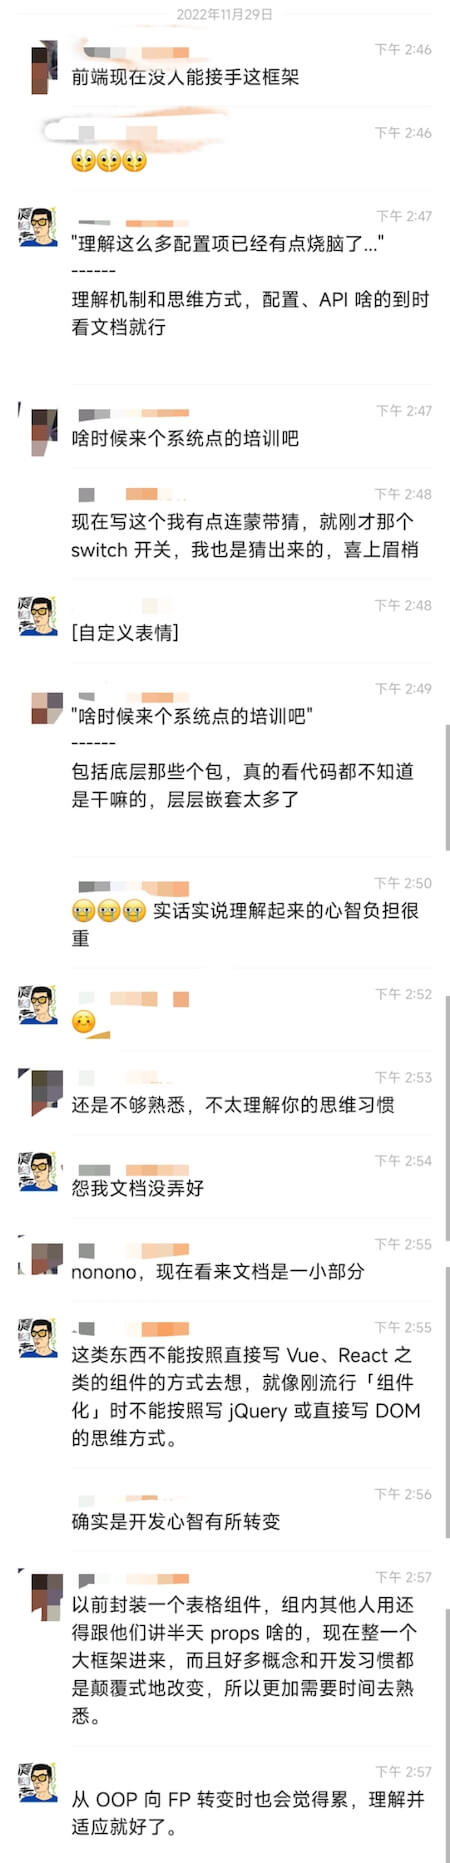 2022年11月29日
下午 2:46
前端现在没人能接手这框架
下午 2:46
下午 2:47
"理解这么多配置项已经有点烧脑了..."
------
理解机制和思维方式，配置、API 啥的到时
看文档就行
下午 2:47
啥时候来个系统点的培训吧
下午 2:48
现在写这个我有点连蒙带猜，就刚才那个
switch 开关，我也是猜出来的，喜上眉梢
下午 2:48
[自定义表情]
下午 2:49
"啥时候来个系统点的培训吧"
------
包括底层那些个包，真的看代码都不知道
是干嘛的，层层嵌套太多了
下午 2:50
实话实说理解起来的心智负担很
重
下午 2:52
下午 2:53
还是不够熟悉，不太理解你的思维习惯
下午 2:54
怨我文档没弄好
下午 2:55
nonono，现在看来文档是一小部分
下午 2:55
这类东西不能按照直接写 Vue、React 之
类的组件的方式去想，就像刚流行「组件
化」时不能按照写 jQuery 或直接写 DOM
的思维方式。
下午 2:56
确实是开发心智有所转变
下午 2:57
以前封装一个表格组件，组内其他人用还
得跟他们讲半天 props 啥的，现在整一个
大框架进来，而且好多概念和开发习惯都
是颠覆式地改变，所以更加需要时间去熟
悉。
下午 2:57
从 OOP 向 FP 转变时也会觉得累，理解并
适应就好了。